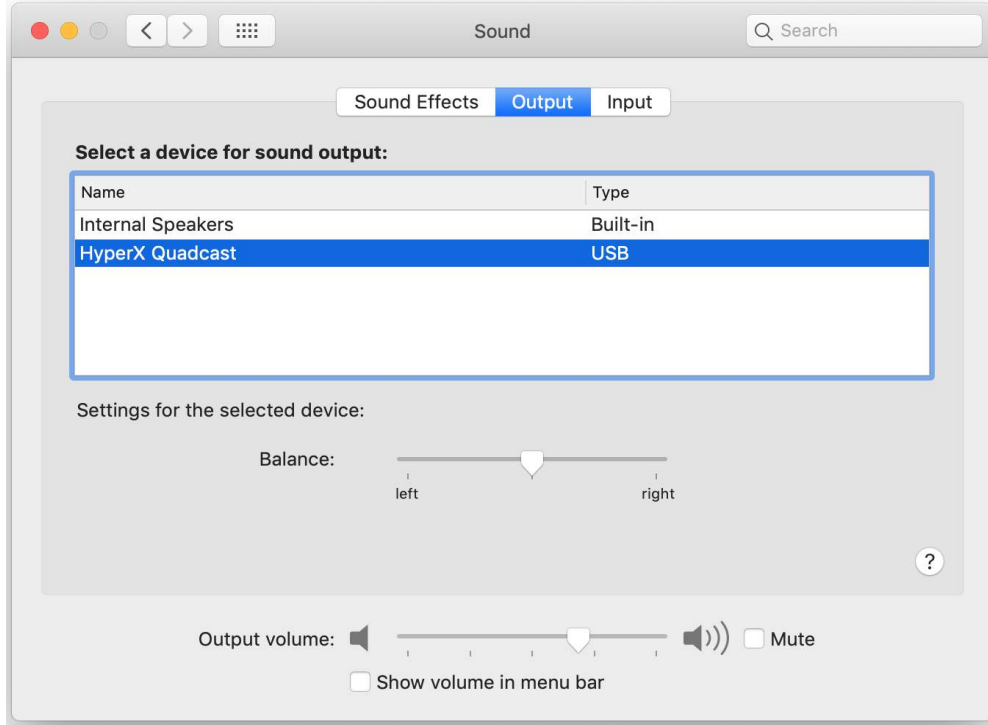 Sound
Search
Sound Effects Output Input
Select a device for sound output:
Name Type
Internal Speakers Built-in
HyperX Quadcast USB
Settings for the selected device:
Balance:
left right
?
Output volume: Mute
Show volume in menu bar